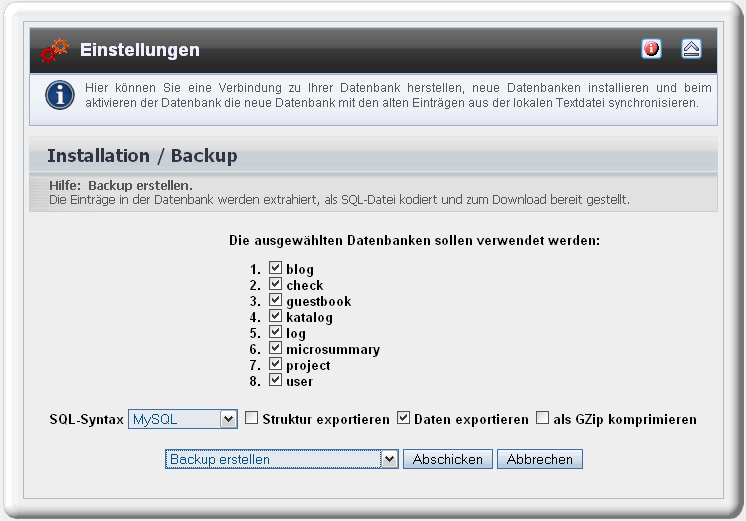 Einstellungen
Hier können Sie eine Verbindung zu Ihrer Datenbank herstellen, neue Datenbanken installieren und beim
aktivieren der Datenbank die neue Datenbank mit den alten Einträgen aus der lokalen Textdatei synchronisieren.
Installation / Backup
Hilfe: Backup erstellen.
Die Einträge in der Datenbank werden extrahiert, als SQL-Datei kodiert und zum Download bereit gestellt.
Die ausgewählten Datenbanken sollen verwendet werden:
1. blog
2. check
3. guestbook
4. katalog
5. log
6. microsummary
7. project
8. user
SQL-Syntax MySQL Struktur exportieren Daten exportieren als GZip komprimieren
Backup erstellen Abschicken Abbrechen